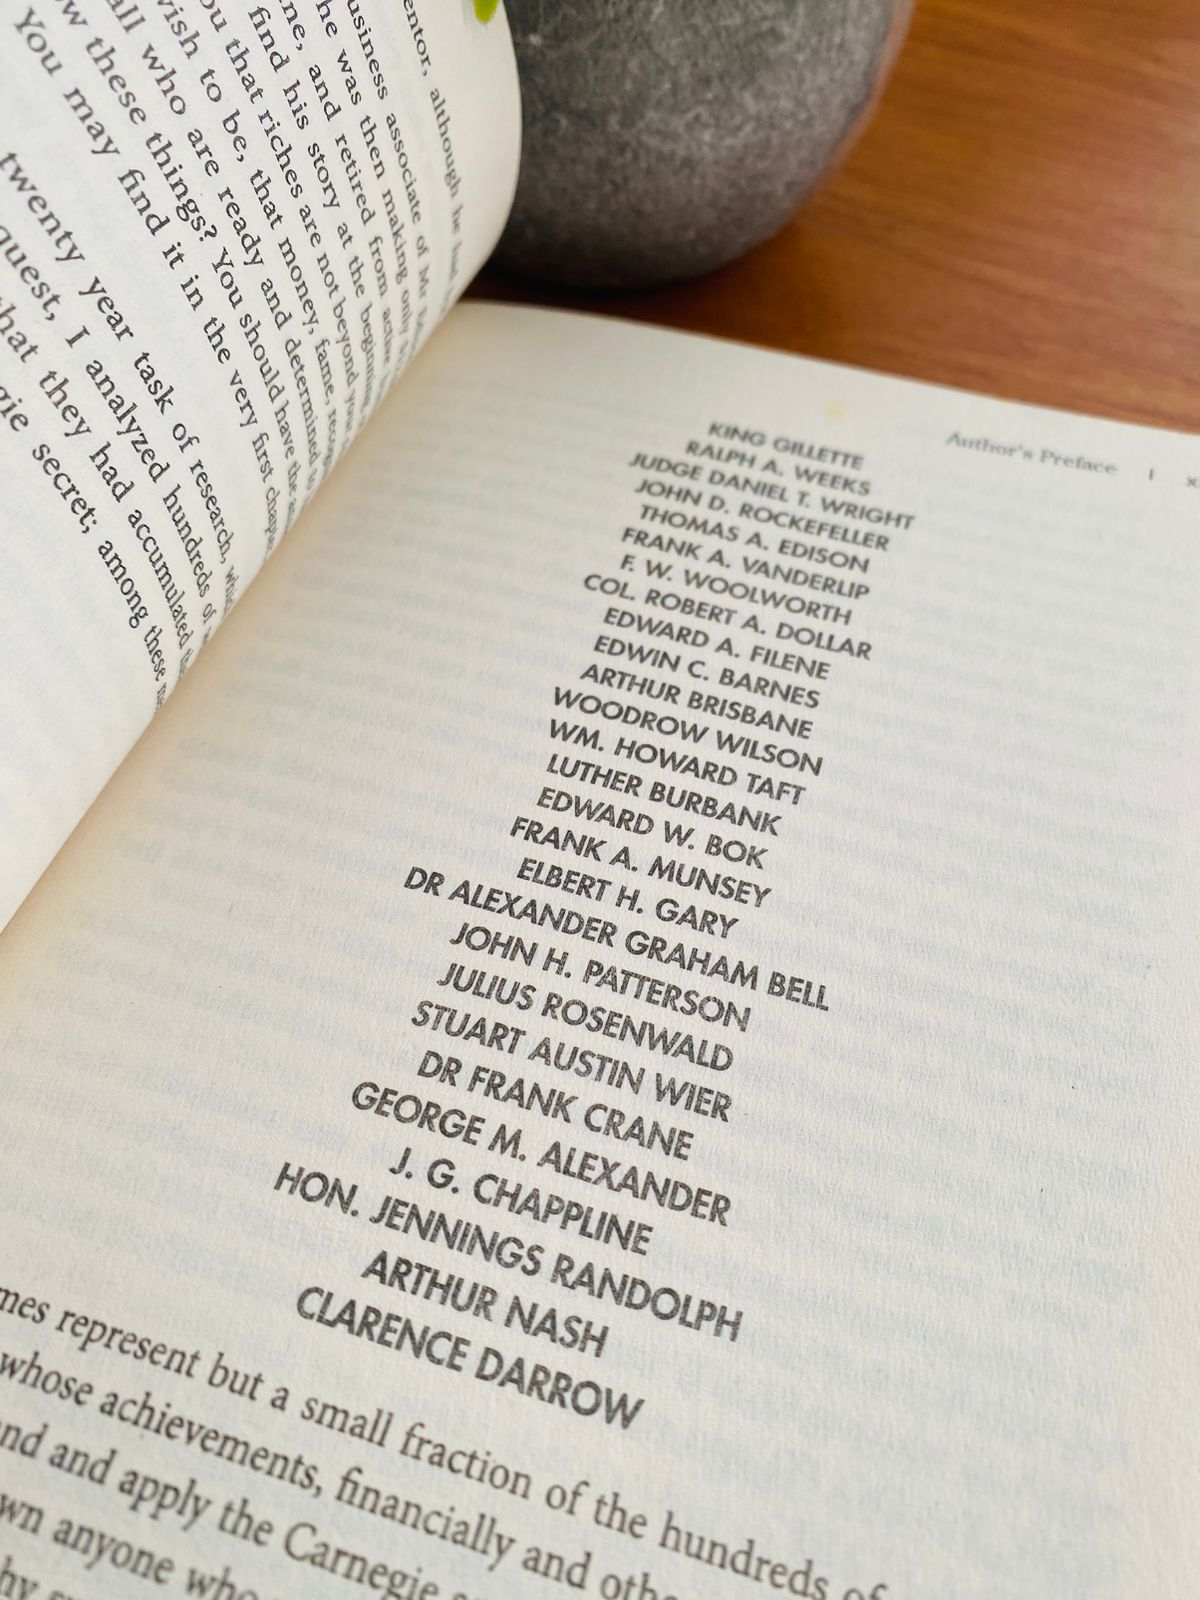 entor, although he had
usiness associate of Mr
he was then making only
ne, and retired from active
find his story at the beginning
ou that riches are not beyond your
wish to be, that money, fame,
all who are ready and determined to
ow these things? You should have the
You may find it in the very first
twenty year task of research,
quest, I analyzed hundreds of
that they had accumulated
gie secret; among these
Author's Preface |
KING GILLETTE
RALPH A. WEEKS
JUDGE DANIEL T. WRIGHT
JOHN D. ROCKEFELLER
THOMAS A. EDISON
FRANK A. VANDERLIP
F. W. WOOLWORTH
COL. ROBERT A. DOLLAR
EDWARD A. FILENE
EDWIN C. BARNES
ARTHUR BRISBANE
WOODROW WILSON
WM. HOWARD TAFT
LUTHER BURBANK
EDWARD W. BOK
FRANK A. MUNSEY
ELBERT H. GARY
DR ALEXANDER GRAHAM BELL
JOHN H. PATTERSON
JULIUS ROSENWALD
STUART AUSTIN WIER
DR FRANK CRANE
GEORGE M. ALEXANDER
J. G. CHAPPLINE
HON. JENNINGS RANDOLPH
ARTHUR NASH
CLARENCE DARROW
mes represent but a small fraction of the hundreds of
whose achievements, financially and
nd and apply the Carnegie
wn anyone who